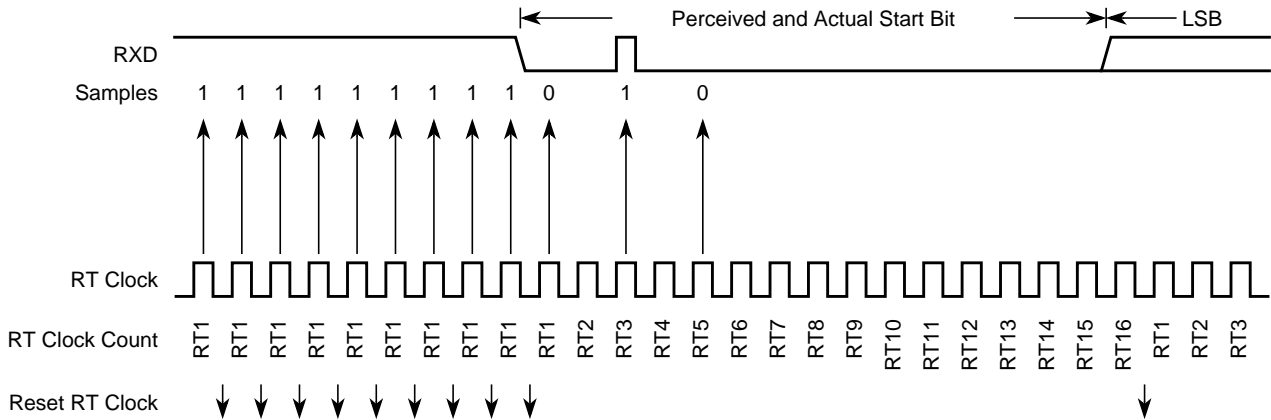 Perceived and Actual Start Bit LSB
RXD
Samples 1 1 1 1 1 1 1 1 1 0 1 0
RT Clock
RT Clock Count RT1 RT1 RT1 RT1 RT1 RT1 RT1 RT1 RT1 RT1 RT2 RT3 RT4 RT5 RT6 RT7 RT8 RT9 RT10 RT11 RT12 RT13 RT14 RT15 RT16 RT1 RT2 RT3
Reset RT Clock